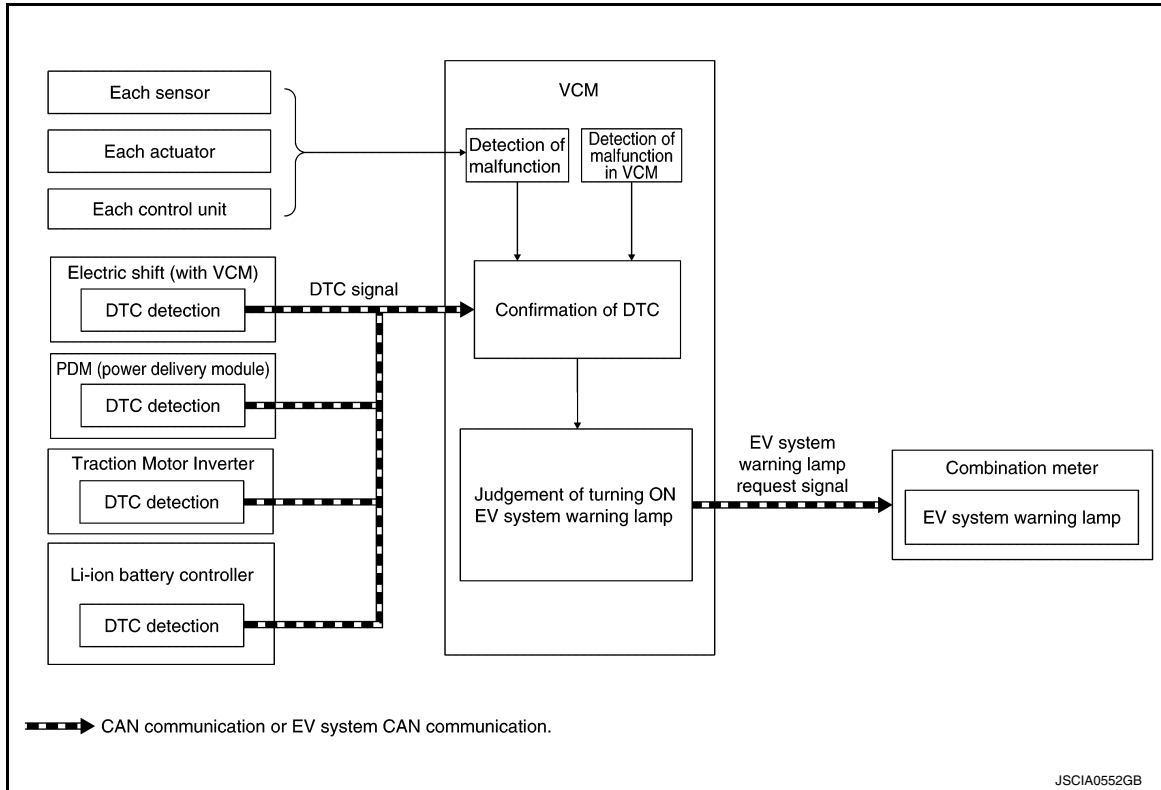 Each sensor
Each actuator
Each control unit
Electric shift (with VCM)
DTC detection
PDM (power delivery module)
DTC detection
Traction Motor Inverter
DTC detection
Li-ion battery controller
DTC detection
DTC signal
VCM
Detection of
malfunction
Detection of
malfunction
in VCM
Confirmation of DTC
Judgement of turning ON
EV system warning lamp
EV system
warning lamp
request signal
Combination meter
EV system warning lamp
CAN communication or EV system CAN communication.
JSCIA0552GB